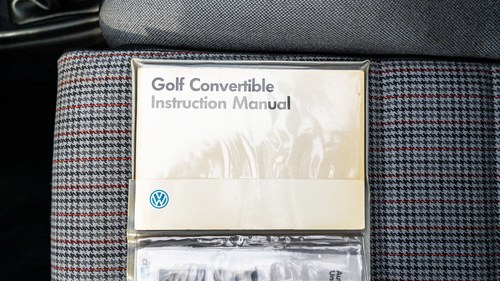 Golf Convertible
Instruction Manual